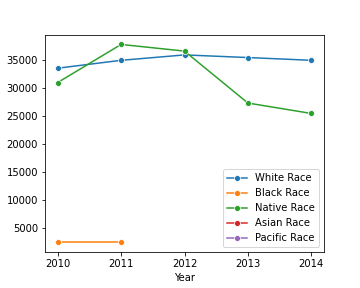 35000
30000
25000
20000
15000
10000
5000
White Race
Black Race
Native Race
Asian Race
Pacific Race
2010 2011 2012 2013 2014
Year